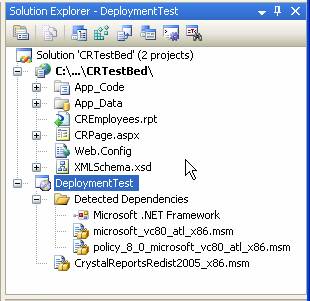 Solution Explorer - DeploymentTest
Solution 'CRTestBed' (2 projects)
C:\...\CRTestBed\
App_Code
App_Data
CREmployees.rpt
CRPage.aspx
Web.Config
XMLSchema.xsd
DeploymentTest
Detected Dependencies
Microsoft .NET Framework
microsoft_vc80_atl_x86.msm
policy_8_0_microsoft_vc80_atl_x86.msm
CrystalReportsRedist2005_x86.msm